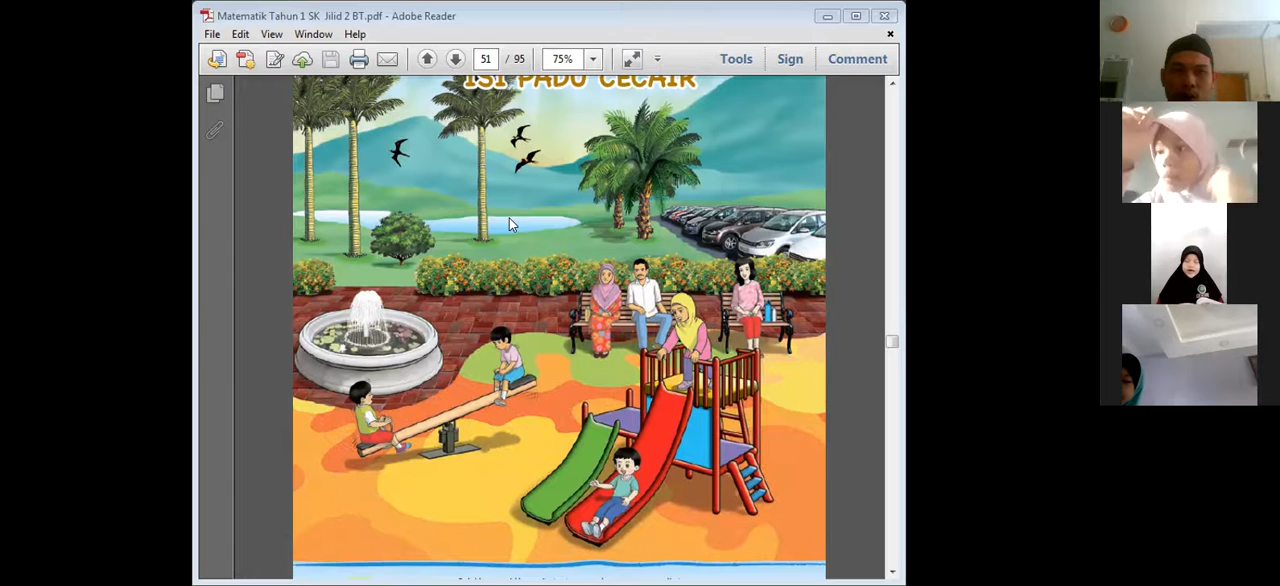 Matematik Tahun 1 SK Jilid 2 BT.pdf - Adobe Reader
File Edit View Window Help
51 / 95 75% Tools Sign Comment
ISI PADU CECAIR